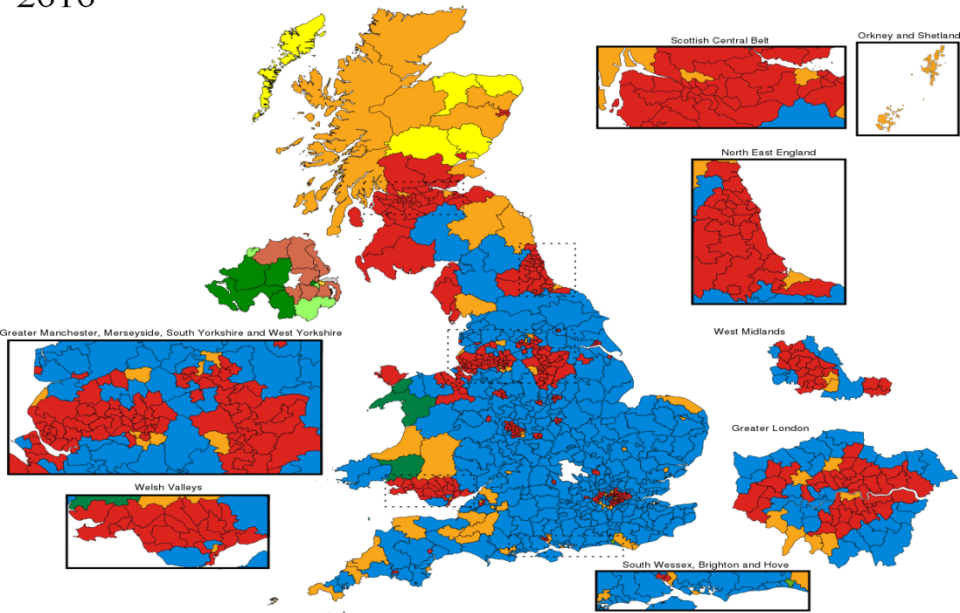 2010
Scottish Central Belt
Orkney and Shetland
North East England
Greater Manchester, Merseyside, South Yorkshire and West Yorkshire
West Midlands
Greater London
Welsh Valleys
South Wessex, Brighton and Hove